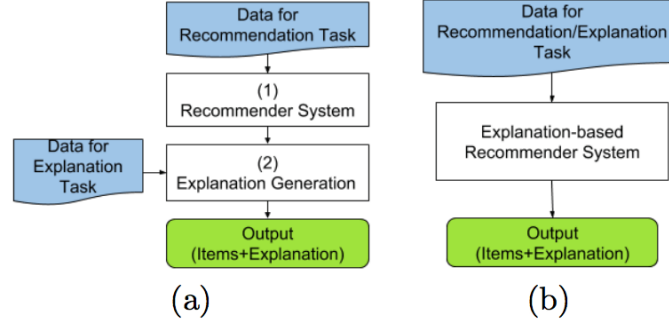 Data for
Recommendation Task
(1)
Recommender System
Data for
Explanation
Task
(2)
Explanation Generation
Output
(Items+Explanation)
(a)
Data for
Recommendation/Explanation
Task
Explanation-based
Recommender System
Output
(Items+Explanation)
(b)